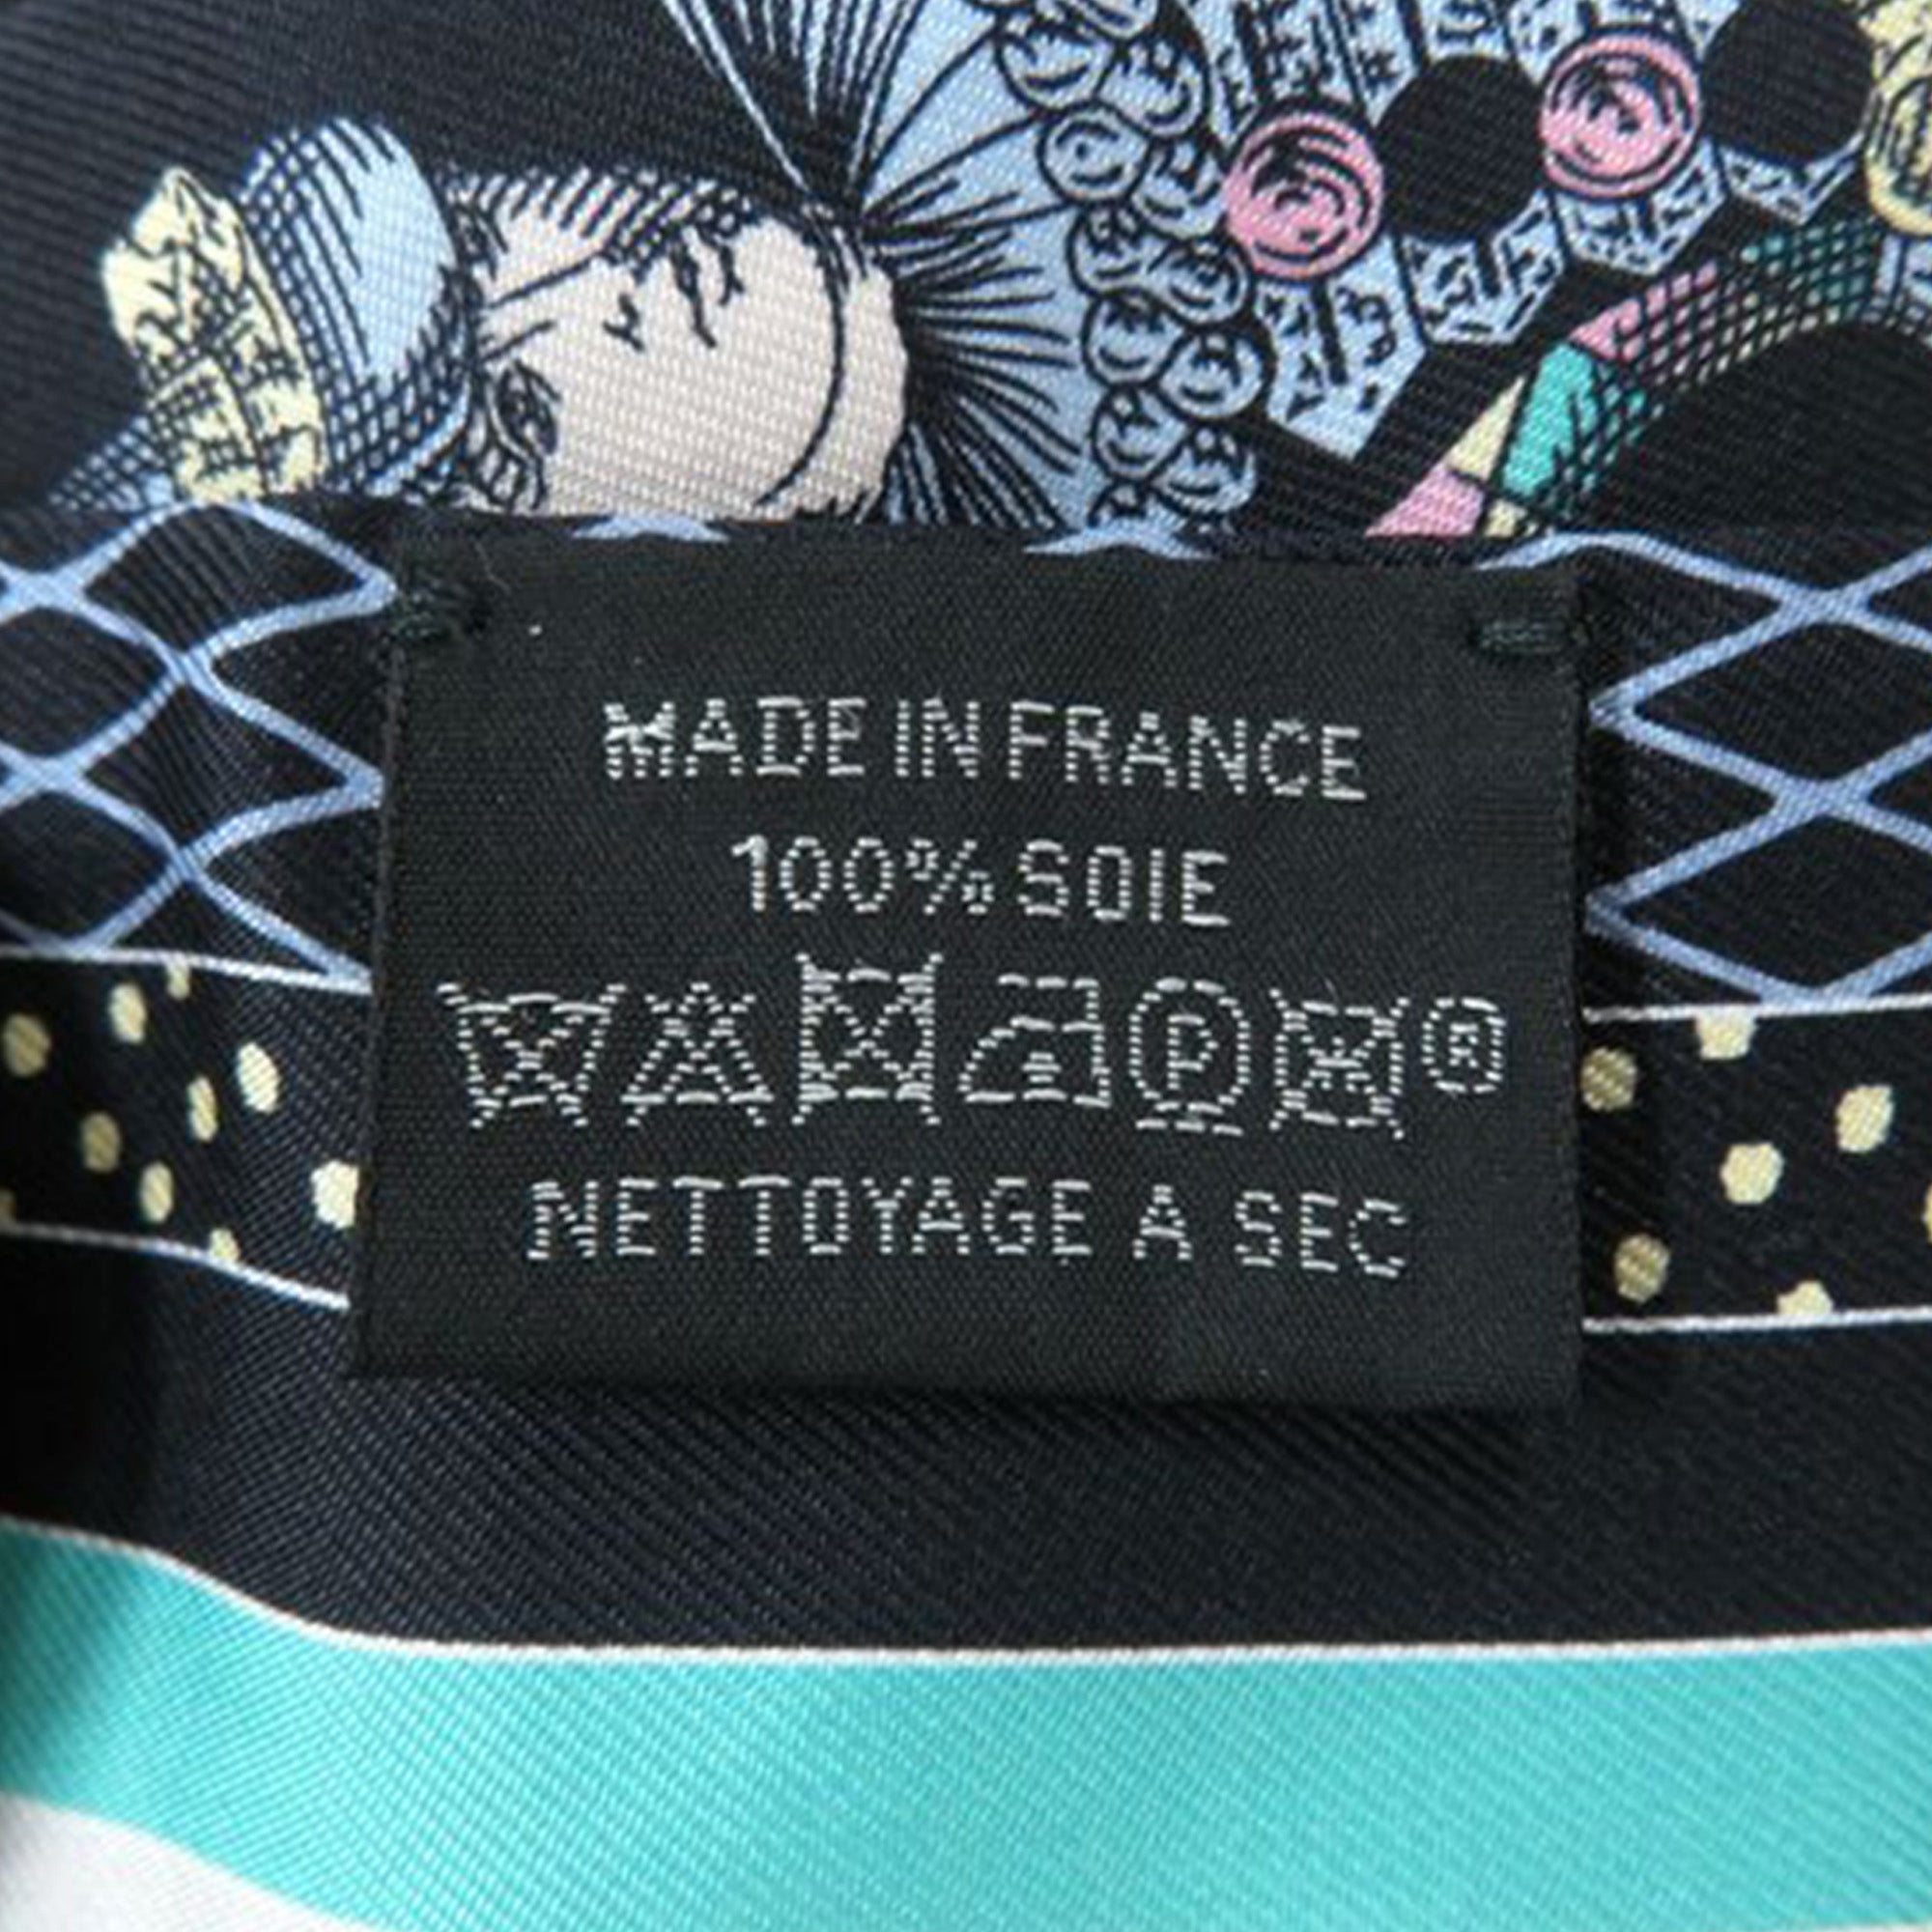 MADE IN FRANCE
100% SOIE
P ®
NETTOYAGE A SEC